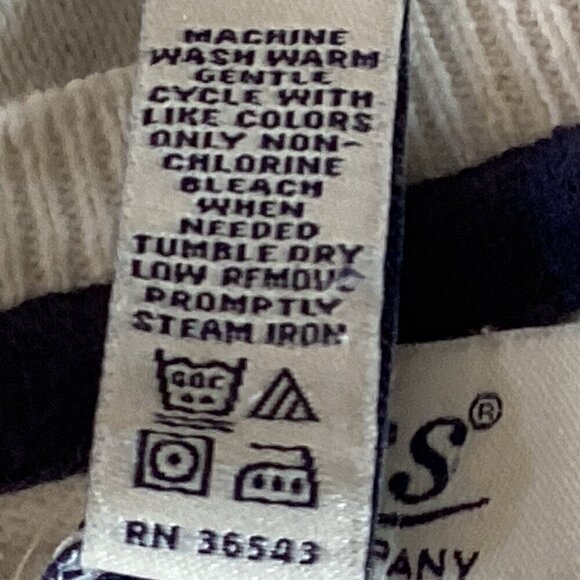 MACHINE
WASH WARM
GENTLE
CYCLE WITH
LIKE COLORS
ONLY NON-
CHLORINE
BLEACH
WHEN
NEEDED
TUMBLE DRY
LOW REMOVE
PROMPTLY
STEAM IRON
RN 36543
S®
PANY